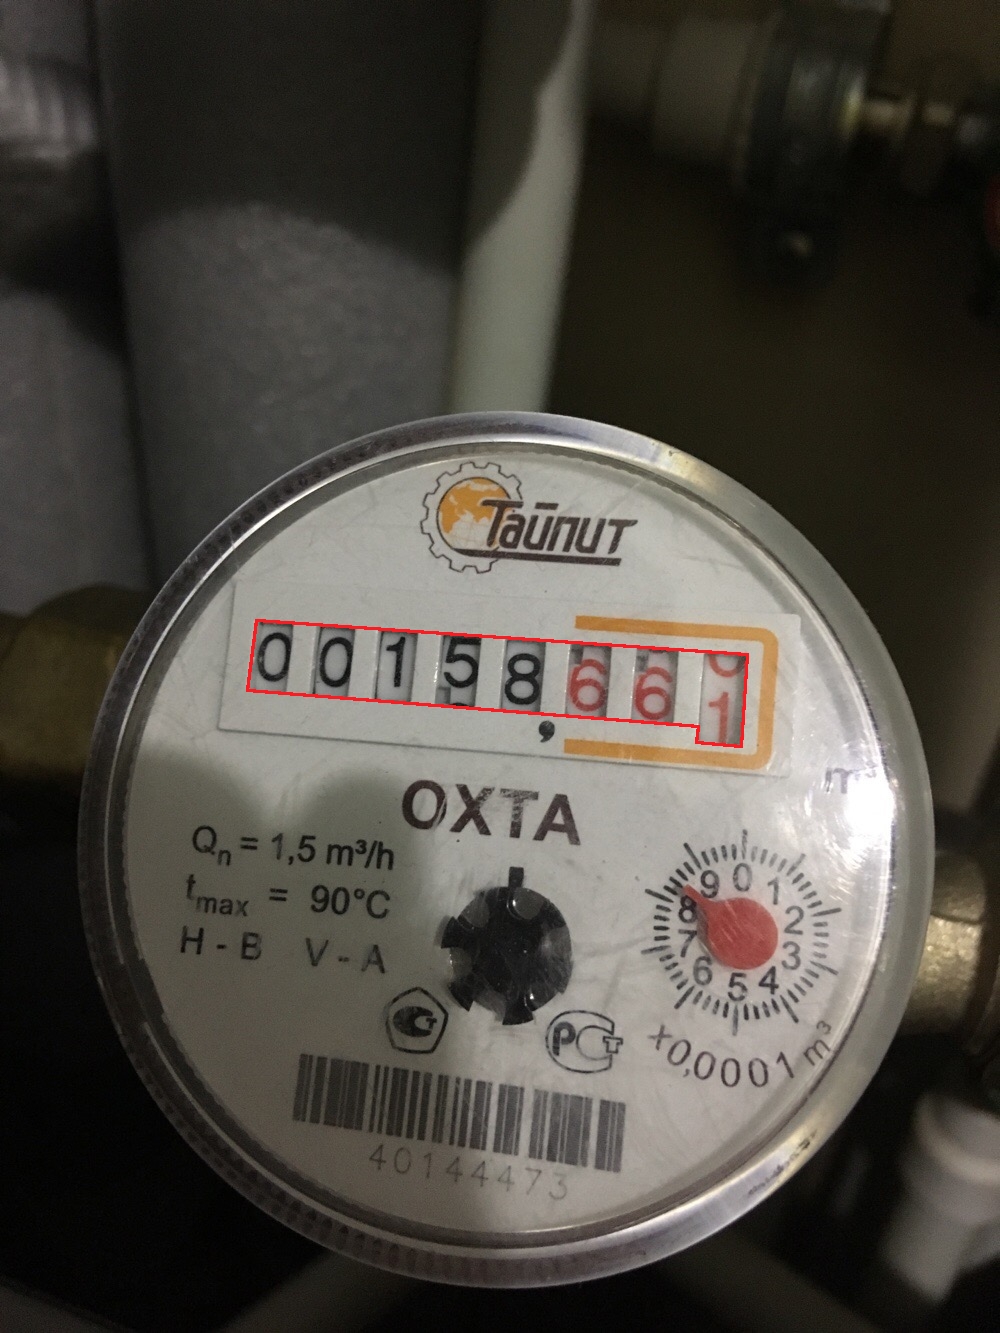 Тайпит
00158,661
m³
OXTA
Qn = 1,5 m³/h
tmax = 90°C
H - B V - A
9 0 1
8 2
7 3
6 5 4
РСТ
x0,0001 m³
40144473